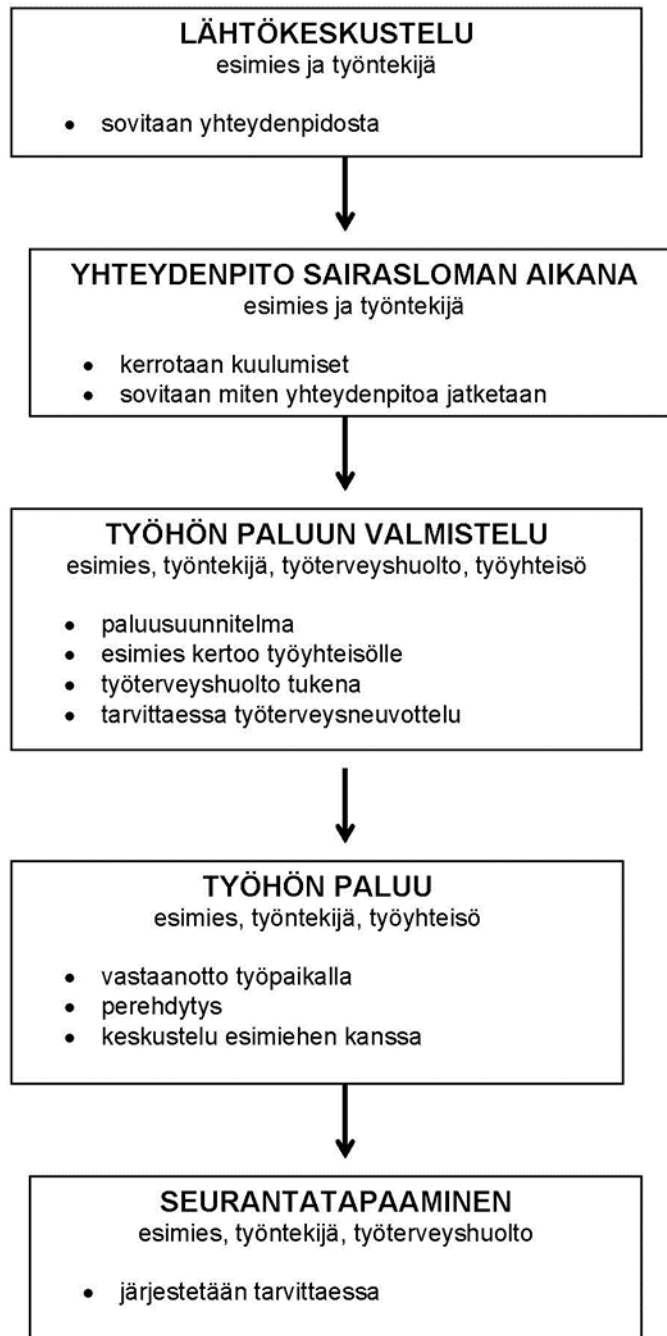 LÄHTÖKESKUSTELU
esimies ja työntekijä
• sovitaan yhteydenpidosta
YHTEYDENPITO SAIRASLOMAN AIKANA
esimies ja työntekijä
• kerrotaan kuulumiset
• sovitaan miten yhteydenpitoa jatketaan
TYÖHÖN PALUUN VALMISTELU
esimies, työntekijä, työterveyshuolto, työyhteisö
• paluusuunnitelma
• esimies kertoo työyhteisölle
• työterveyshuolto tukena
• tarvittaessa työterveysneuvottelu
TYÖHÖN PALUU
esimies, työntekijä, työyhteisö
• vastaanotto työpaikalla
• perehdytys
• keskustelu esimiehen kanssa
SEURANTATAPAAMINEN
esimies, työntekijä, työterveyshuolto
• järjestetään tarvittaessa